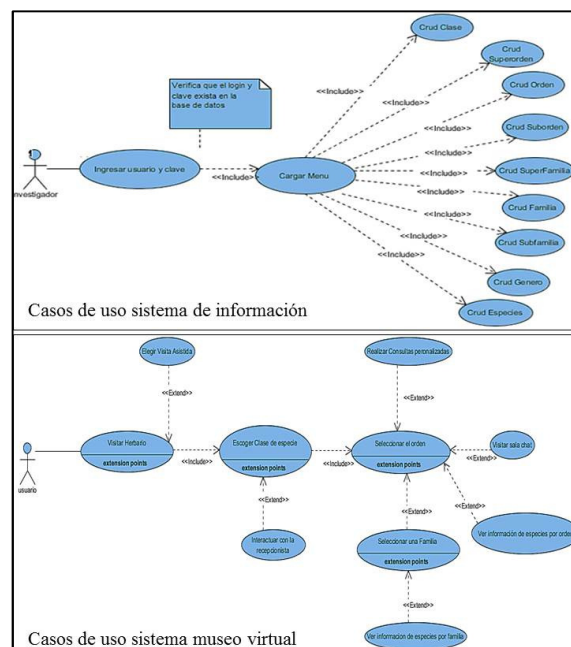 Crud Clase
Crud
Superorden
<<Include>>
Verifica que el login y
clave exista en la
base de datos
<<Include>>
Crud Orden
<<Include>>
<<Include>>
Crud Suborden
Ingresar usuario y clave
<<Include>>
Cargar Menu
<<Include>>
Crud SuperFamilia
Investigador
<<Include>>
Crud Familia
<<Include>>
Crud Subfamilia
<<Include>>
Crud Genero
<<Include>>
Crud Especies
Casos de uso sistema de información
Elegir Visita Asistida
Realizar Consultas peronalizadas
<<Extend>>
<<Extend>>
Visitar Herbario
extension points
<<Include>>
Escoger Clase de especie
extension points
<<Include>>
Seleccionar el orden
extension points
<<Extend>>
Visitar sala chat
usuario
<<Extend>>
<<Extend>>
<<Extend>>
Interactuar con la
recepcionista
Seleccionar una Familia
extension points
Ver información de especies por orden
<<Extend>>
Ver informacion de especies por familia
Casos de uso sistema museo virtual